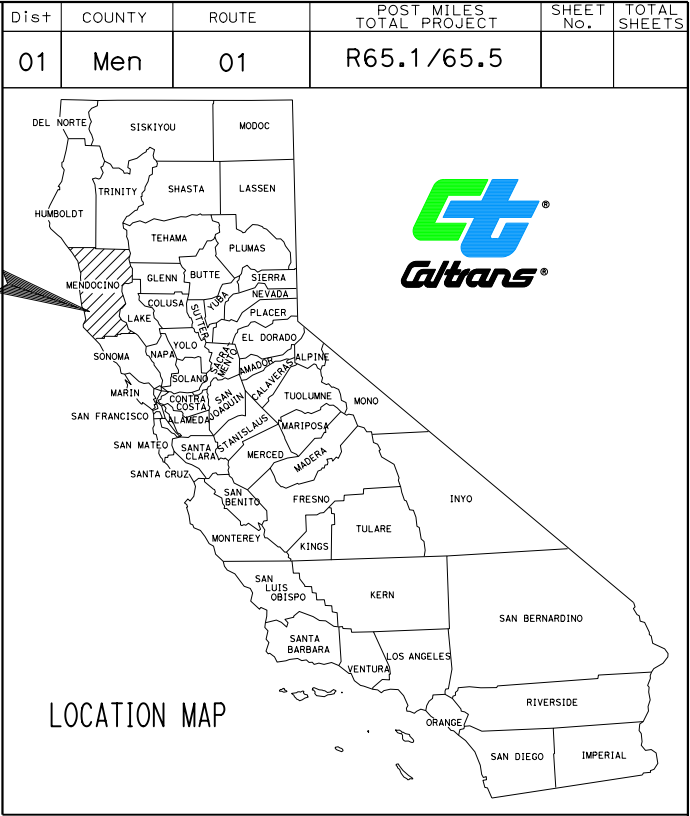 Dist COUNTY ROUTE POST MILES TOTAL PROJECT SHEET No. TOTAL SHEETS
01 Men 01 R65.1/65.5
DEL NORTE
SISKIYOU
MODOC
TRINITY
SHASTA
LASSEN
HUMBOLDT
TEHAMA
PLUMAS
MENDOCINO
GLENN
BUTTE
SIERRA
NEVADA
COLUSA
YUBA
SUTTER
PLACER
LAKE
EL DORADO
YOLO
SONOMA
NAPA
SACRA
MENTO
AMADOR
ALPINE
SOLANO
CALAVERAS
MARIN
CONTRA
COSTA
SAN
JOAQUIN
TUOLUMNE
MONO
SAN FRANCISCO
ALAMEDA
STANISLAUS
MARIPOSA
SAN MATEO
SANTA
CLARA
MERCED
MADERA
SANTA CRUZ
SAN
BENITO
FRESNO
INYO
TULARE
MONTEREY
KINGS
SAN
LUIS
OBISPO
KERN
SAN BERNARDINO
SANTA
BARBARA
VENTURA
LOS ANGELES
RIVERSIDE
ORANGE
SAN DIEGO
IMPERIAL
LOCATION MAP
Ct ®
Caltrans ®